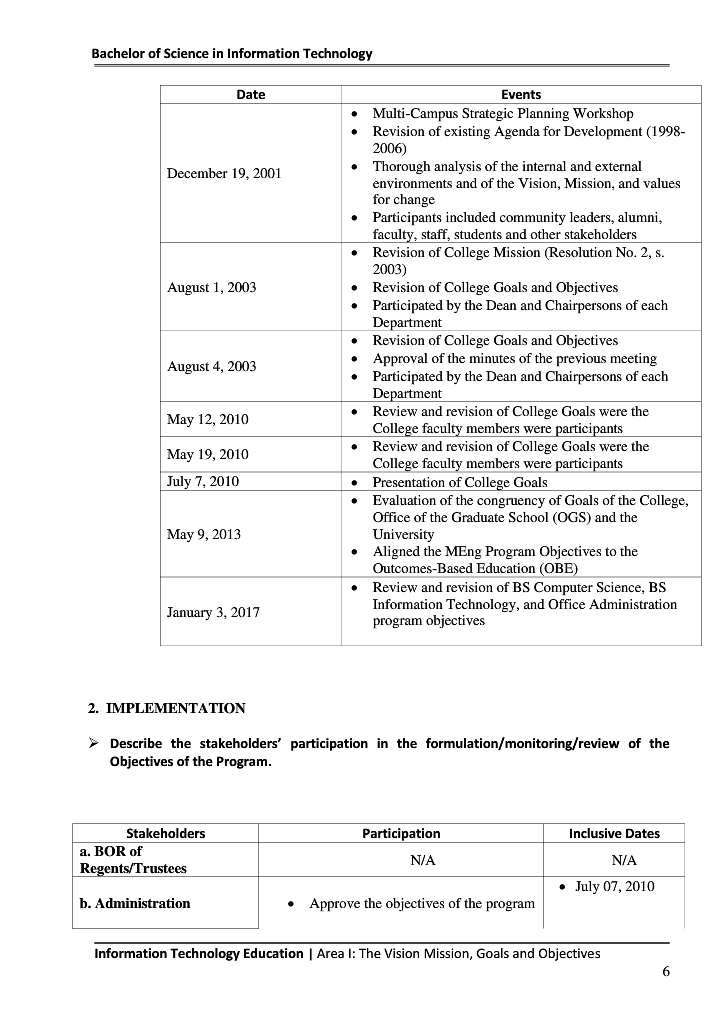 Bachelor of Science in Information Technology
Date Events
December 19, 2001
• Multi-Campus Strategic Planning Workshop
• Revision of existing Agenda for Development (1998-
2006)
• Thorough analysis of the internal and external
environments and of the Vision, Mission, and values
for change
• Participants included community leaders, alumni,
faculty, staff, students and other stakeholders
August 1, 2003
• Revision of College Mission (Resolution No. 2, s.
2003)
• Revision of College Goals and Objectives
• Participated by the Dean and Chairpersons of each
Department
August 4, 2003
• Revision of College Goals and Objectives
• Approval of the minutes of the previous meeting
• Participated by the Dean and Chairpersons of each
Department
May 12, 2010
• Review and revision of College Goals were the
College faculty members were participants
May 19, 2010
• Review and revision of College Goals were the
College faculty members were participants
July 7, 2010
• Presentation of College Goals
May 9, 2013
• Evaluation of the congruency of Goals of the College,
Office of the Graduate School (OGS) and the
University
• Aligned the MEng Program Objectives to the
Outcomes-Based Education (OBE)
January 3, 2017
• Review and revision of BS Computer Science, BS
Information Technology, and Office Administration
program objectives
2. IMPLEMENTATION
➢ Describe the stakeholders’ participation in the formulation/monitoring/review of the
Objectives of the Program.
Stakeholders Participation Inclusive Dates
a. BOR of
Regents/Trustees
N/A N/A
b. Administration
• Approve the objectives of the program
• July 07, 2010
Information Technology Education | Area I: The Vision Mission, Goals and Objectives
6